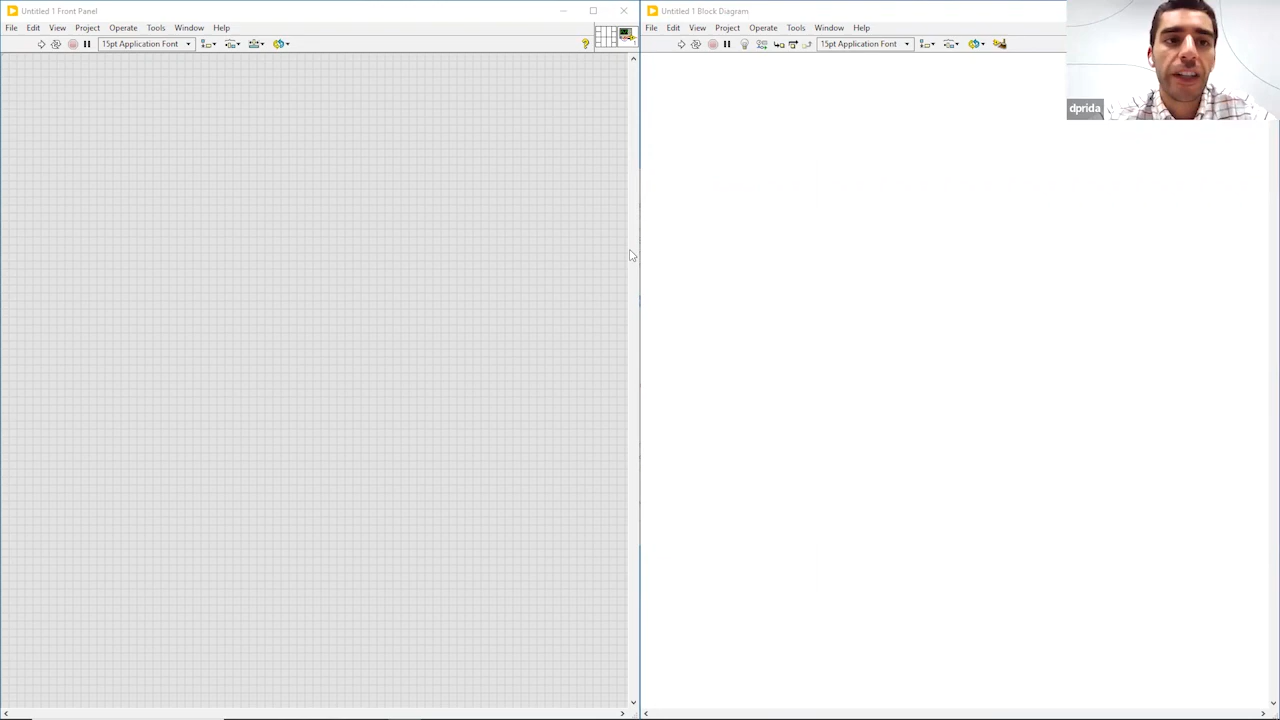 Untitled 1 Front Panel
File Edit View Project Operate Tools Window Help
15pt Application Font
?
Untitled 1 Block Diagram
File Edit View Project Operate Tools Window Help
15pt Application Font
dprida